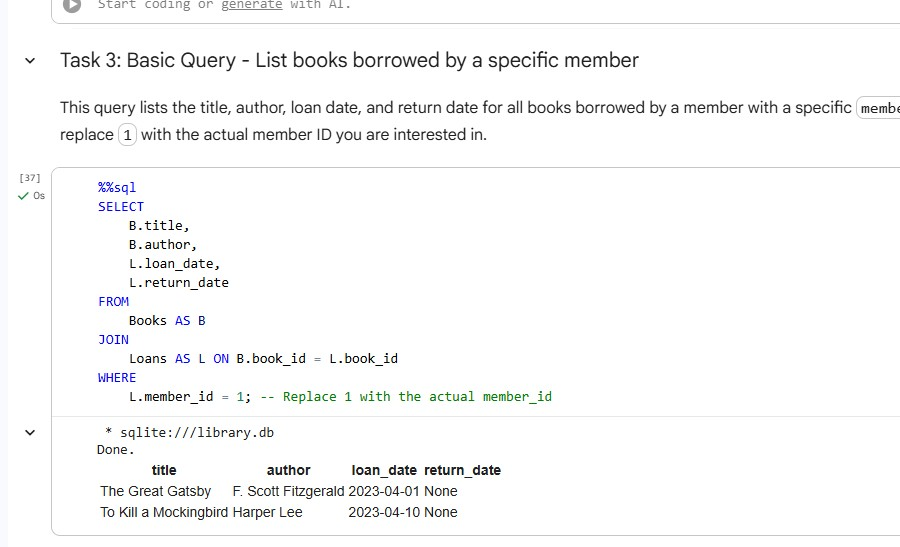 Start coding or generate with AI.
Task 3: Basic Query - List books borrowed by a specific member
This query lists the title, author, loan date, and return date for all books borrowed by a member with a specific
replace 1 with the actual member ID you are interested in.
[37]
0s
%%sql
SELECT
B.title,
B.author,
L.loan_date,
L.return_date
FROM
Books AS B
JOIN
Loans AS L ON B.book_id = L.book_id
WHERE
L.member_id = 1; -- Replace 1 with the actual member_id
* sqlite:///library.db
Done.
title author loan_date return_date
The Great Gatsby F. Scott Fitzgerald 2023-04-01 None
To Kill a Mockingbird Harper Lee 2023-04-10 None